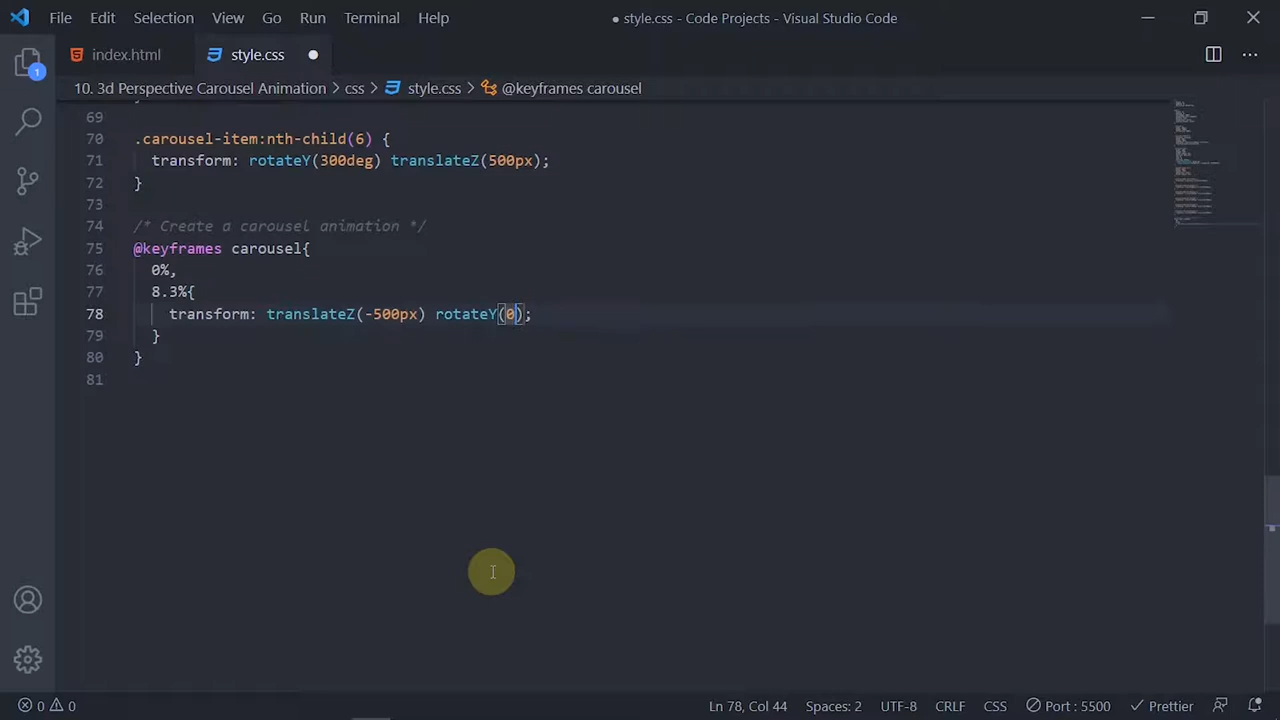 File Edit Selection View Go Run Terminal Help ● style.css - Code Projects - Visual Studio Code
index.html style.css
10. 3d Perspective Carousel Animation > css > style.css > @keyframes carousel
1
69
70 .carousel-item:nth-child(6) {
71 transform: rotateY(300deg) translateZ(500px);
72 }
73
74 /* Create a carousel animation */
75 @keyframes carousel{
76 0%,
77 8.3%{
78 transform: translateZ(-500px) rotateY(0);
79 }
80 }
81
0 0 Ln 78, Col 44 Spaces: 2 UTF-8 CRLF CSS Port : 5500 Prettier